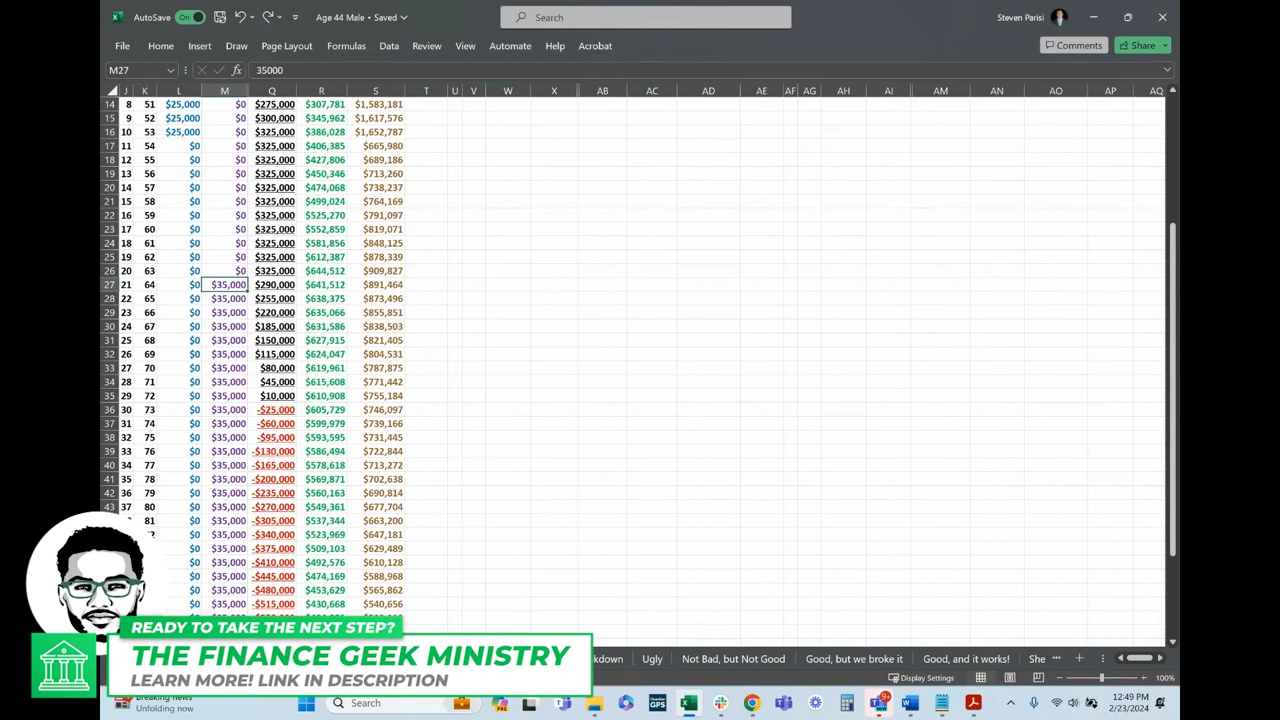 AutoSave On Age 44 Male • Saved Search Steven Parisi
File Home Insert Draw Page Layout Formulas Data Review View Automate Help Acrobat Comments Share
M27 fx 35000
J K L M Q R S T U V W X AB AC AD AE AF AG AH AI AM AN AO AP AQ
14 8 51 $25,000 $0 $275,000 $307,781 $1,583,181
15 9 52 $25,000 $0 $300,000 $345,962 $1,617,576
16 10 53 $25,000 $0 $325,000 $386,028 $1,652,787
17 11 54 $0 $0 $325,000 $406,385 $665,980
18 12 55 $0 $0 $325,000 $427,806 $689,186
19 13 56 $0 $0 $325,000 $450,346 $713,260
20 14 57 $0 $0 $325,000 $474,068 $738,237
21 15 58 $0 $0 $325,000 $499,024 $764,169
22 16 59 $0 $0 $325,000 $525,270 $791,097
23 17 60 $0 $0 $325,000 $552,859 $819,071
24 18 61 $0 $0 $325,000 $581,856 $848,125
25 19 62 $0 $0 $325,000 $612,387 $878,339
26 20 63 $0 $0 $325,000 $644,512 $909,827
27 21 64 $0 $35,000 $290,000 $641,512 $891,464
28 22 65 $0 $35,000 $255,000 $638,375 $873,496
29 23 66 $0 $35,000 $220,000 $635,066 $855,851
30 24 67 $0 $35,000 $185,000 $631,586 $838,503
31 25 68 $0 $35,000 $150,000 $627,915 $821,405
32 26 69 $0 $35,000 $115,000 $624,047 $804,531
33 27 70 $0 $35,000 $80,000 $619,961 $787,875
34 28 71 $0 $35,000 $45,000 $615,608 $771,442
35 29 72 $0 $35,000 $10,000 $610,908 $755,184
36 30 73 $0 $35,000 -$25,000 $605,729 $746,097
37 31 74 $0 $35,000 -$60,000 $599,979 $739,166
38 32 75 $0 $35,000 -$95,000 $593,595 $731,445
39 33 76 $0 $35,000 -$130,000 $586,494 $722,844
40 34 77 $0 $35,000 -$165,000 $578,618 $713,272
41 35 78 $0 $35,000 -$200,000 $569,871 $702,638
42 36 79 $0 $35,000 -$235,000 $560,163 $690,814
43 37 80 $0 $35,000 -$270,000 $549,361 $677,704
81 $0 $35,000 -$305,000 $537,344 $663,200
$0 $35,000 -$340,000 $523,969 $647,181
$0 $35,000 -$375,000 $509,103 $629,489
$0 $35,000 -$410,000 $492,576 $610,128
$0 $35,000 -$445,000 $474,169 $588,968
$0 $35,000 -$480,000 $453,629 $565,862
$0 $35,000 -$515,000 $430,668 $540,656
READY TO TAKE THE NEXT STEP?
THE FINANCE GEEK MINISTRY
LEARN MORE! LINK IN DESCRIPTION
kdown Ugly Not Bad, but Not Good Good, but we broke it Good, and it works! She
Display Settings 100%
Breaking news
Unfolding now
Search GPS 9+ 12:49 PM
2/23/2024